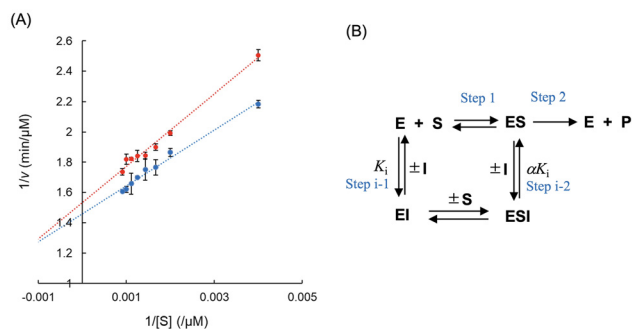 (A)
2.6
2.4
2.2
2
1.8
1.6
1.4
1.2
1
1/v (min/μM)
-0.001
0.001
0.003
0.005
1/[S] (/μM)
(B)
Step 1 Step 2
E + S ES E + P
Ki ±I ±I αKi
Step i-1 Step i-2
±S
EI ESI